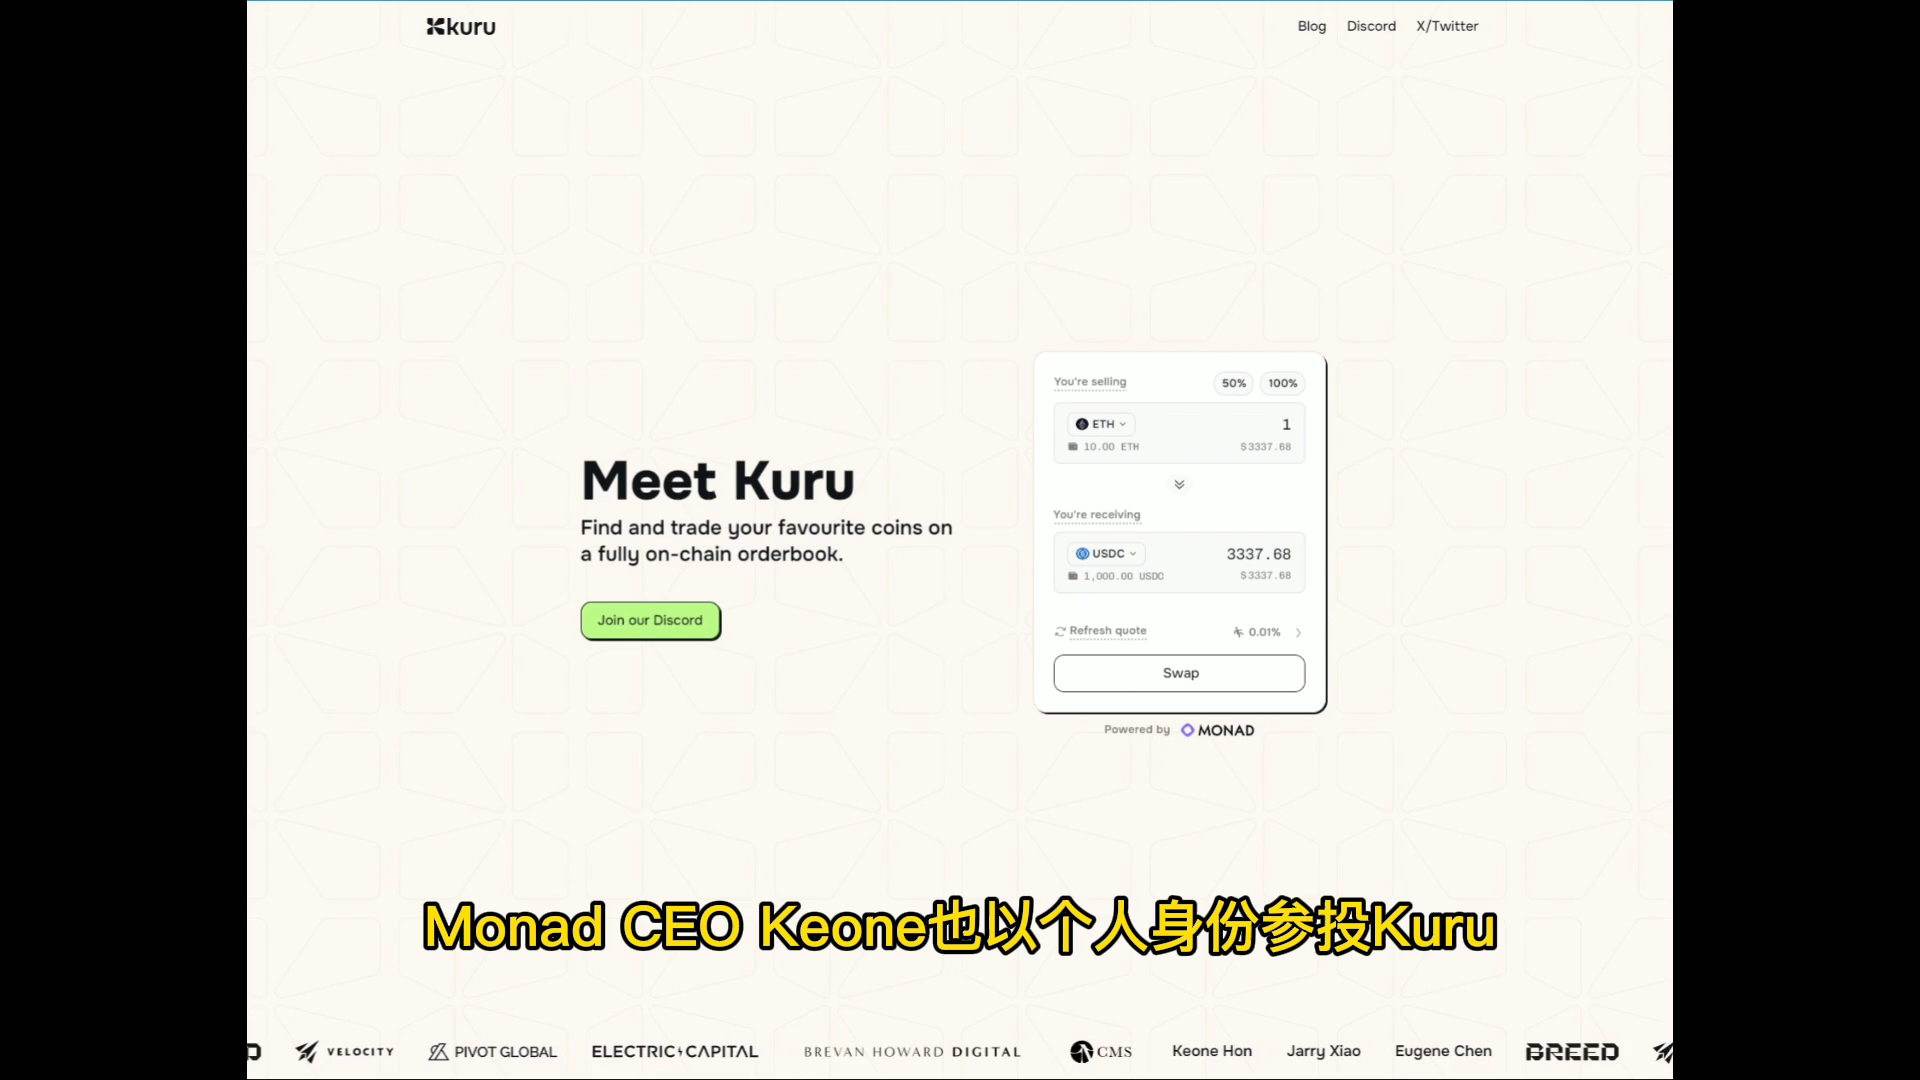 kuru
Blog Discord X/Twitter
You're selling 50% 100%
ETH 1
10.00 ETH $3337.68
You're receiving
USDC 3337.68
1,000.00 USDC $3337.68
Refresh quote 0.01%
Swap
Powered by MONAD
Meet Kuru
Find and trade your favourite coins on
a fully on-chain orderbook.
Join our Discord
Monad CEO Keone也以个人身份参投Kuru
VELOCITY PIVOT GLOBAL ELECTRIC CAPITAL BREVAN HOWARD DIGITAL CMS Keone Hon Jarry Xiao Eugene Chen BREED